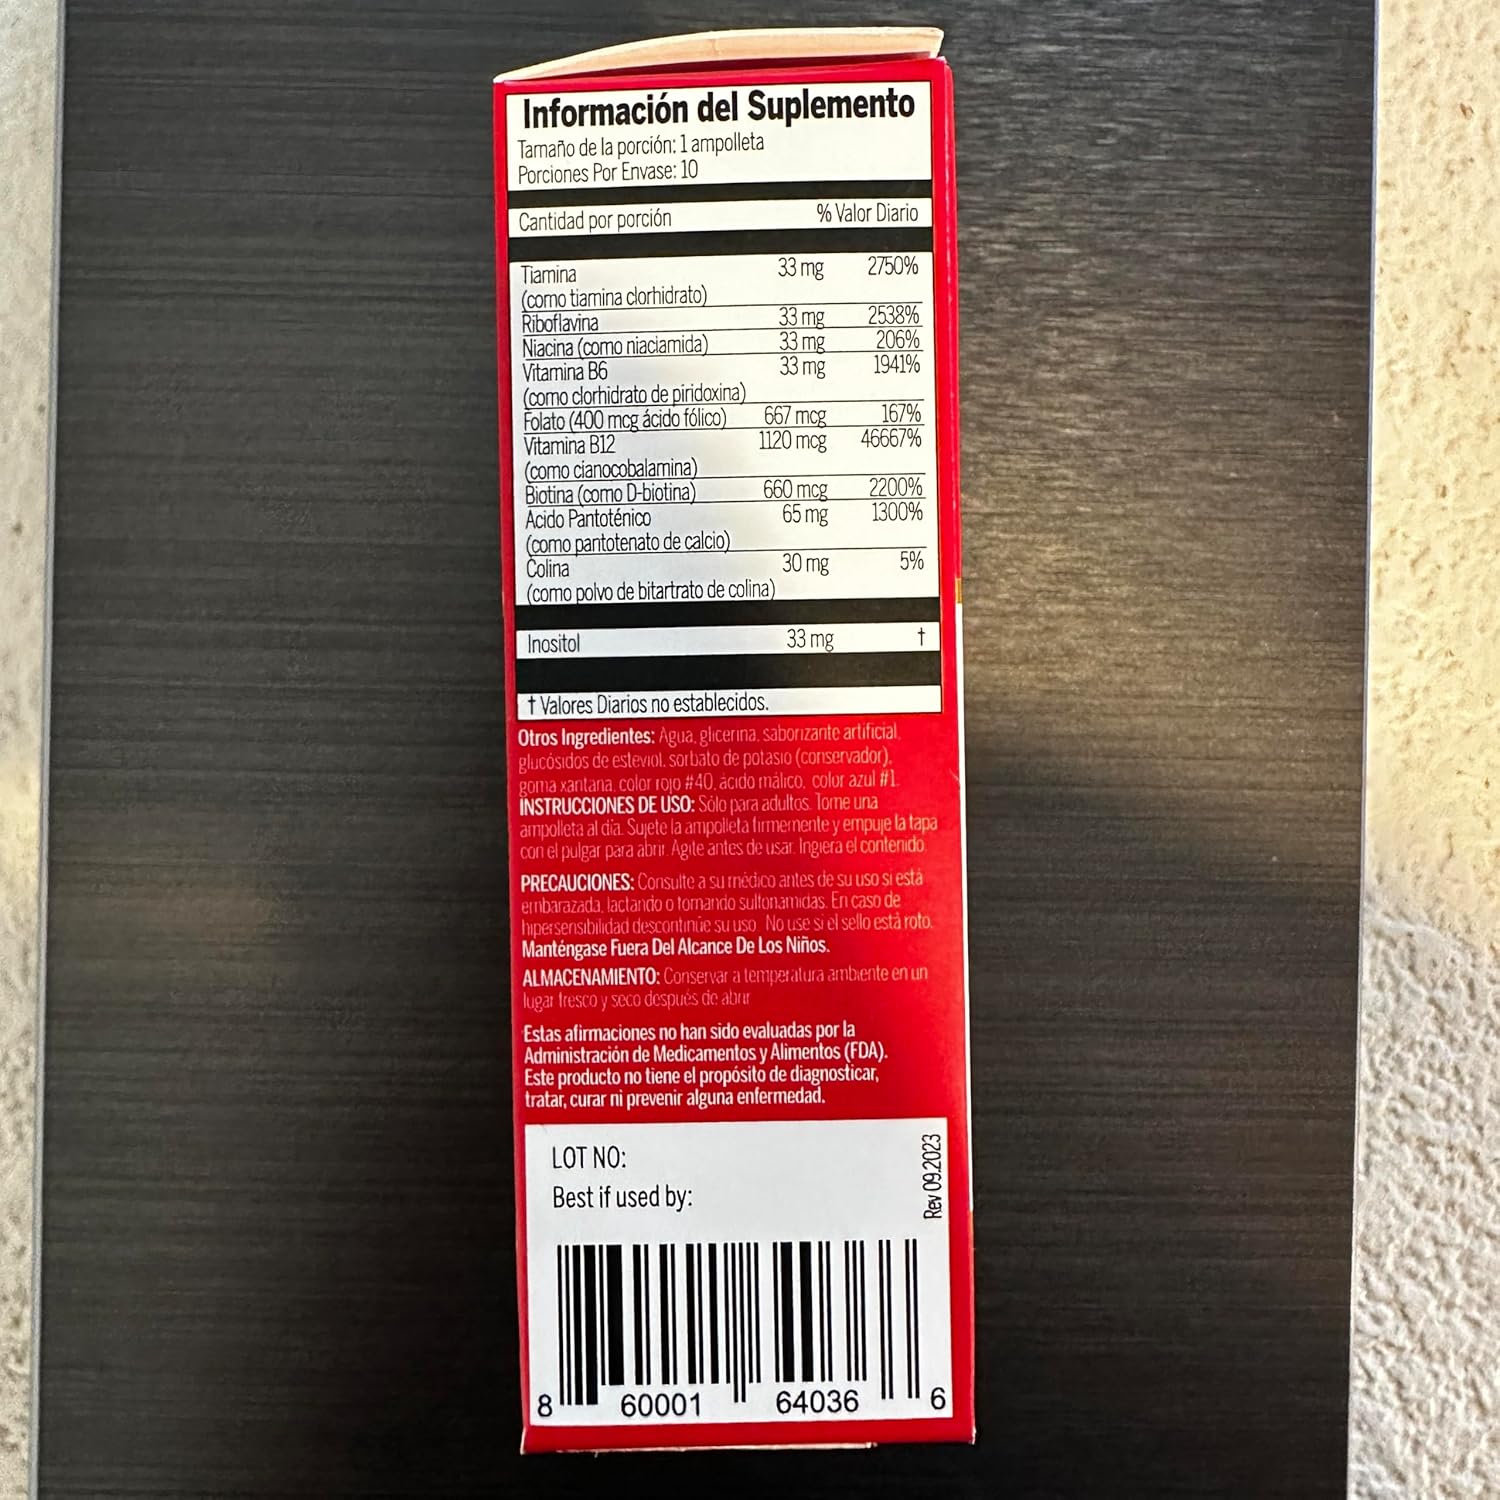 Información del Suplemento
Tamaño de la porción: 1 ampolleta
Porciones Por Envase: 10
Cantidad por porción % Valor Diario
Tiamina 33 mg 2750%
(como tiamina clorhidrato)
Riboflavina 33 mg 2538%
Niacina (como niaciamida) 33 mg 206%
Vitamina B6 33 mg 1941%
(como clorhidrato de piridoxina)
Folato (400 mcg ácido fólico) 667 mcg 167%
Vitamina B12 1120 mcg 46667%
(como cianocobalamina)
Biotina (como D-biotina) 660 mcg 2200%
Acido Pantoténico 65 mg 1300%
(como pantotenato de calcio)
Colina 30 mg 5%
(como polvo de bitartrato de colina)
Inositol 33 mg †
† Valores Diarios no establecidos.
Otros Ingredientes: Agua, glicerina, saborizante artificial,
glucósidos de esteviol, sorbato de potasio (conservador),
goma xantana, color rojo #40, ácido málico, color azul #1.
INSTRUCCIONES DE USO: Sólo para adultos. Tome una
ampolleta al día. Sujete la ampolleta firmemente y empuje la tapa
con el pulgar para abrir. Agite antes de usar. Ingiera el contenido.
PRECAUCIONES: Consulte a su médico antes de su uso si está
embarazada, lactando o tomando sulfonamidas. En caso de
hipersensibilidad descontinúe su uso. No use si el sello está roto.
Manténgase Fuera Del Alcance De Los Niños.
ALMACENAMIENTO: Conservar a temperatura ambiente en un
lugar fresco y seco después de abrir
Estas afirmaciones no han sido evaluadas por la
Administración de Medicamentos y Alimentos (FDA).
Este producto no tiene el propósito de diagnosticar,
tratar, curar ni prevenir alguna enfermedad.
LOT NO:
Best if used by:
Rev 09.2023
8 60001 64036 6